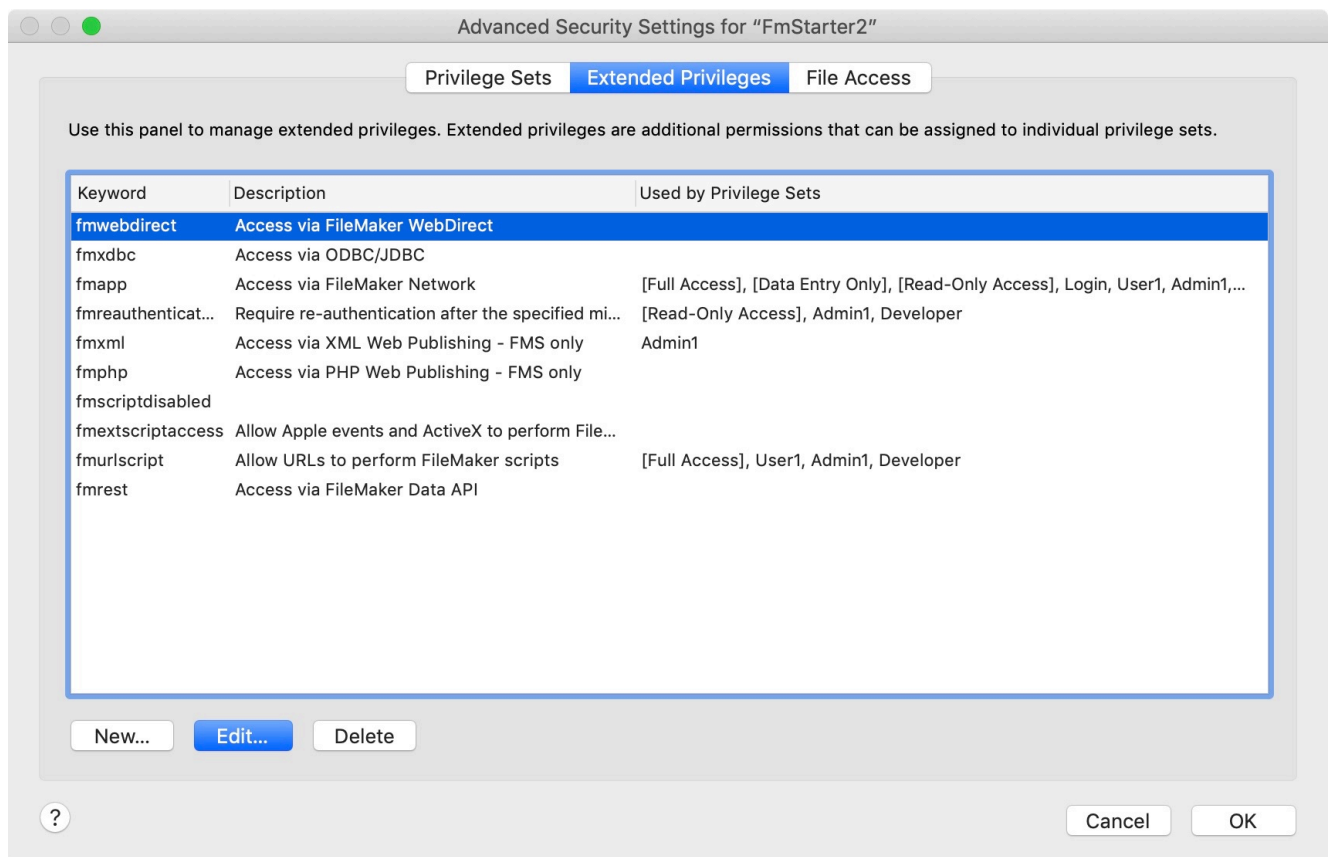 Advanced Security Settings for “FmStarter2”
Privilege Sets Extended Privileges File Access
Use this panel to manage extended privileges. Extended privileges are additional permissions that can be assigned to individual privilege sets.
Keyword Description Used by Privilege Sets
fmwebdirect Access via FileMaker WebDirect
fmxdbc Access via ODBC/JDBC
fmapp Access via FileMaker Network [Full Access], [Data Entry Only], [Read-Only Access], Login, User1, Admin1,...
fmreauthenticat... Require re-authentication after the specified mi... [Read-Only Access], Admin1, Developer
fmxml Access via XML Web Publishing - FMS only Admin1
fmphp Access via PHP Web Publishing - FMS only
fmscriptdisabled
fmextscriptaccess Allow Apple events and ActiveX to perform File...
fmurlscript Allow URLs to perform FileMaker scripts [Full Access], User1, Admin1, Developer
fmrest Access via FileMaker Data API
New... Edit... Delete
? Cancel OK